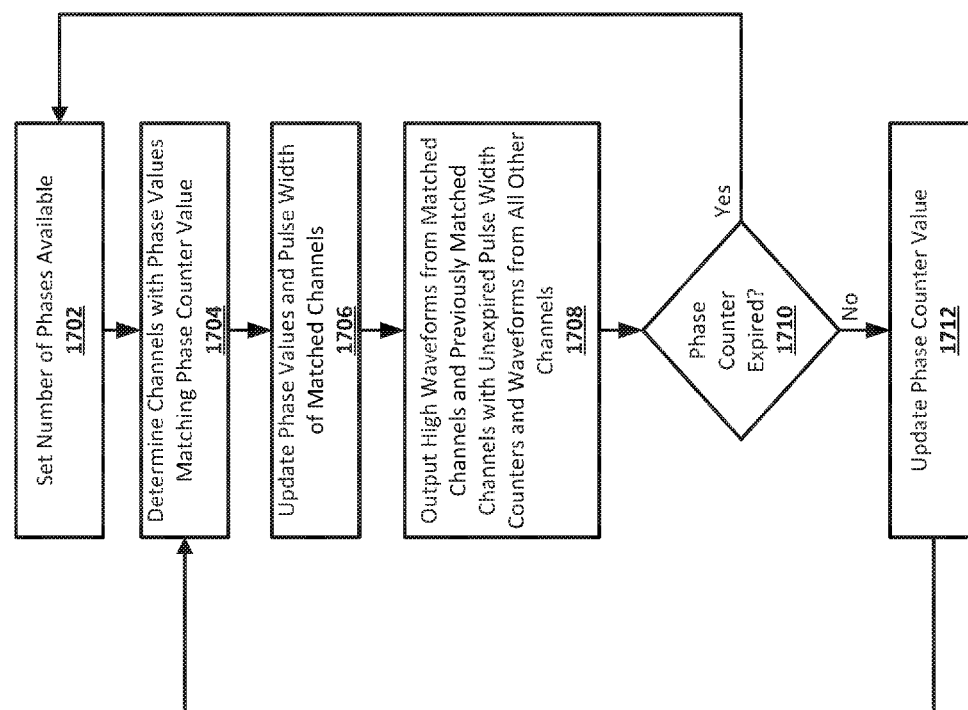 Set Number of Phases Available
1702
Determine Channels with Phase Values
Matching Phase Counter Value
1704
Update Phase Values and Pulse Width
of Matched Channels
1706
Output High Waveforms from Matched
Channels and Previously Matched
Channels with Unexpired Pulse Width
Counters and Waveforms from All Other
Channels
1708
Phase
Counter
Expired?
1710
Yes
No
Update Phase Counter Value
1712